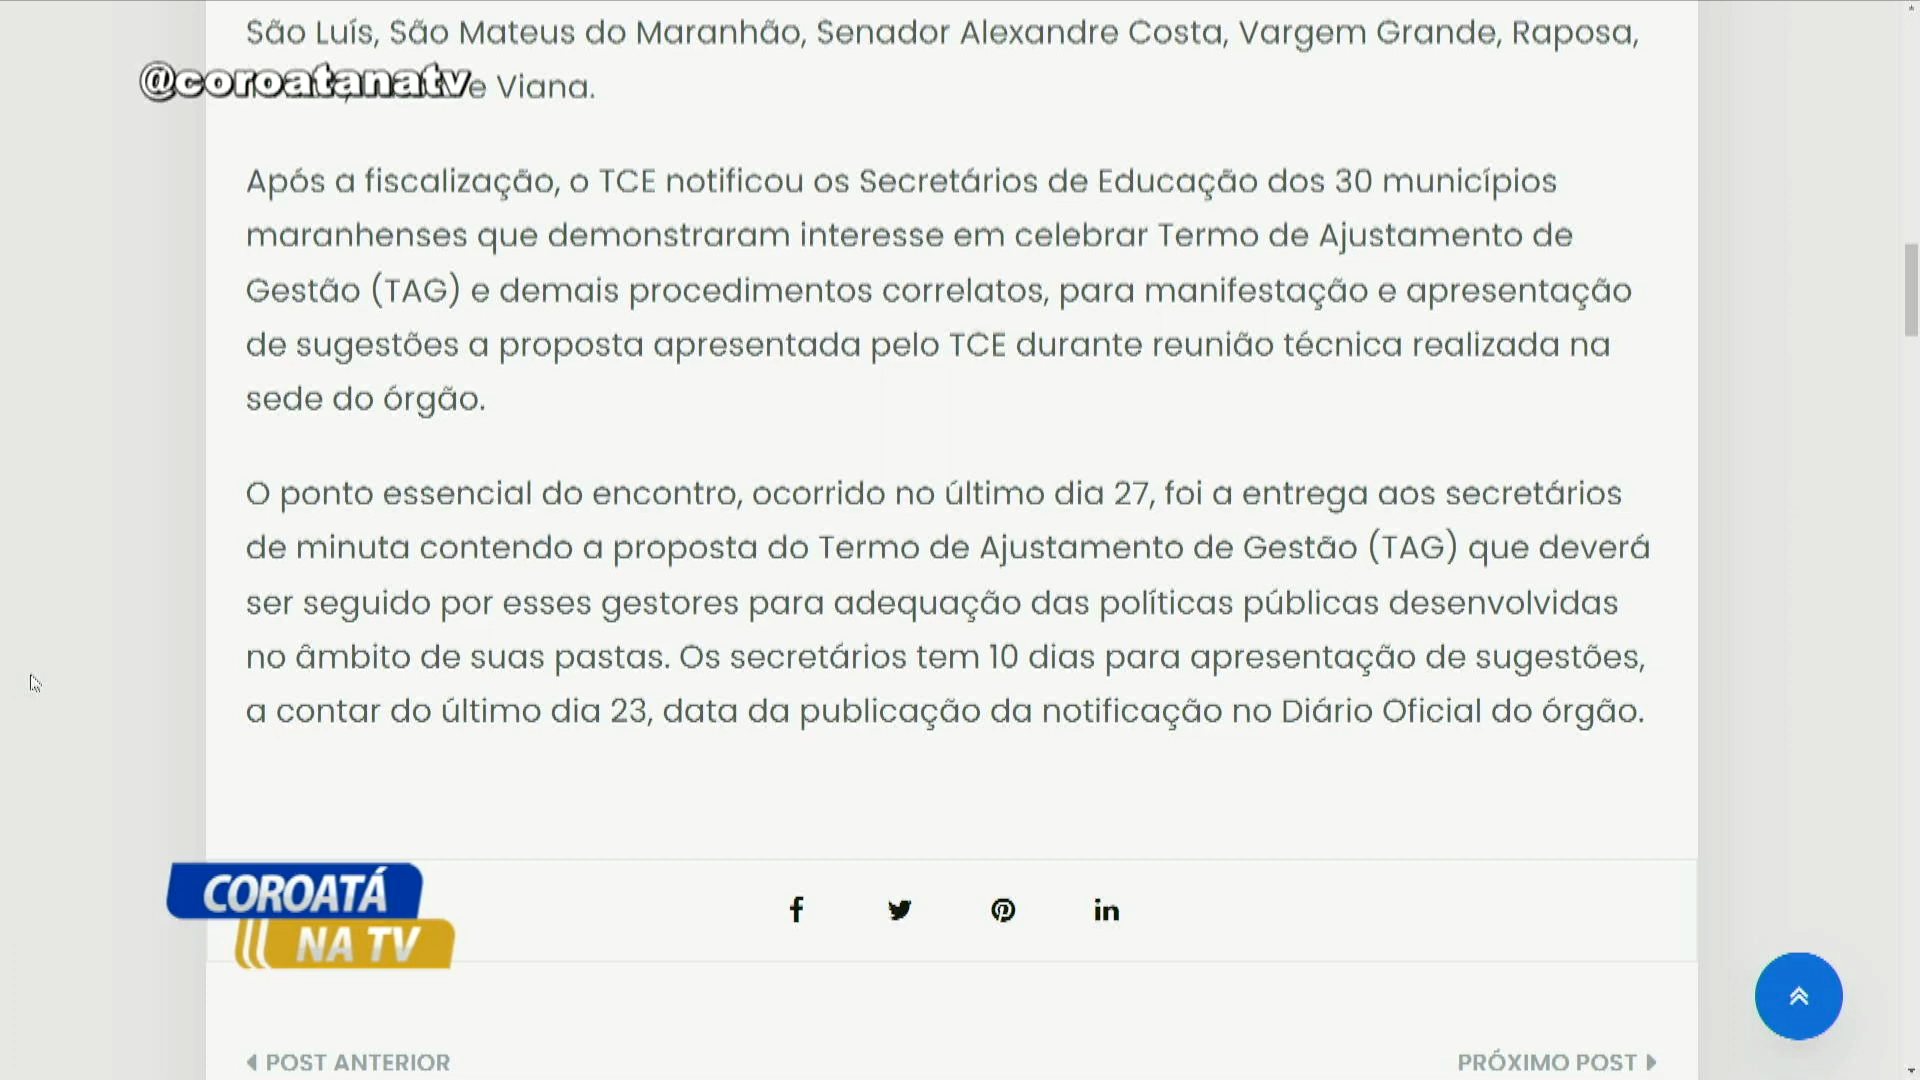 São Luís, São Mateus do Maranhão, Senador Alexandre Costa, Vargem Grande, Raposa,
@coroatanatv e Viana.
Após a fiscalização, o TCE notificou os Secretários de Educação dos 30 municípios
maranhenses que demonstraram interesse em celebrar Termo de Ajustamento de
Gestão (TAG) e demais procedimentos correlatos, para manifestação e apresentação
de sugestões a proposta apresentada pelo TCE durante reunião técnica realizada na
sede do órgão.
O ponto essencial do encontro, ocorrido no último dia 27, foi a entrega aos secretários
de minuta contendo a proposta do Termo de Ajustamento de Gestão (TAG) que deverá
ser seguido por esses gestores para adequação das políticas públicas desenvolvidas
no âmbito de suas pastas. Os secretários tem 10 dias para apresentação de sugestões,
a contar do último dia 23, data da publicação da notificação no Diário Oficial do órgão.
COROATÁ
NA TV
POST ANTERIOR
PRÓXIMO POST